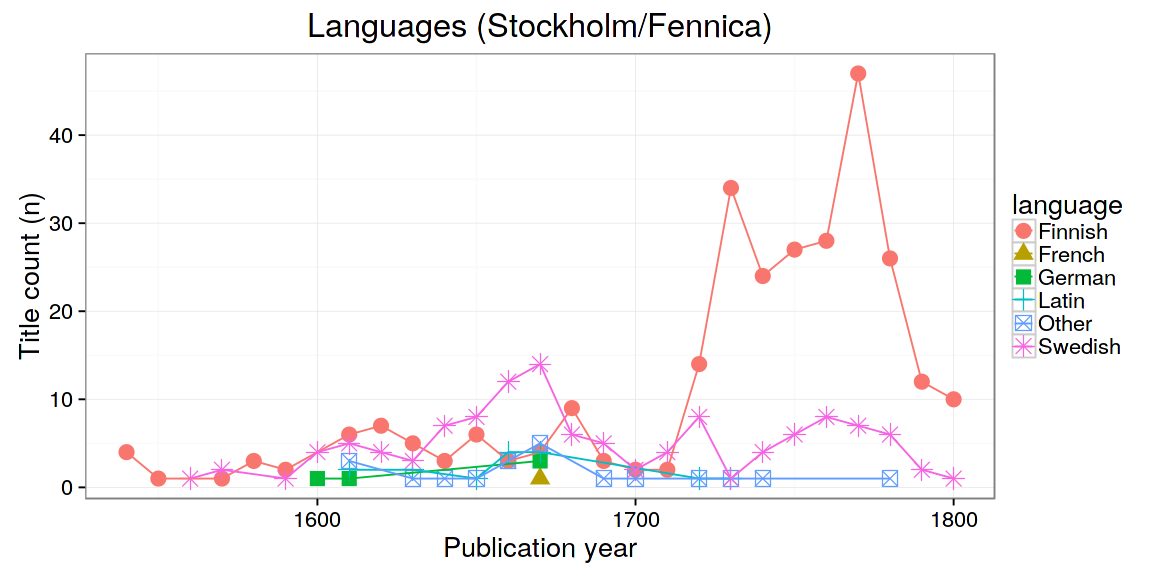 Languages (Stockholm/Fennica)
Title count (n)
40
30
20
10
0
1600
1700
1800
Publication year
language
Finnish
French
German
Latin
Other
Swedish